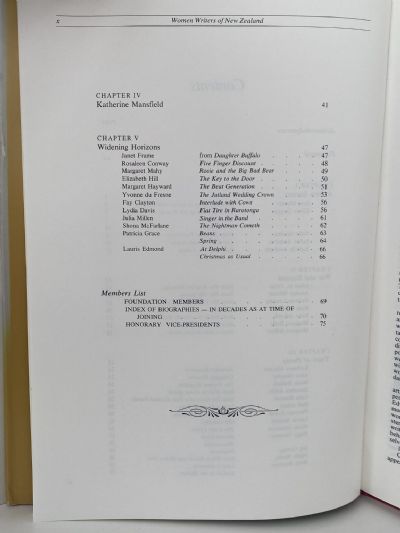 x Women Writers of New Zealand
CHAPTER IV
Katherine Mansfield 41
CHAPTER V
Widening Horizons 47
Janet Frame from Daughter Buffalo . . . . 47
Rosaleen Conway Five Finger Discount . . . . 48
Margaret Mahy Rosie and the Big Bad Bear . . 49
Elizabeth Hill The Key to the Door . . . . 50
Margaret Hayward The Beat Generation . . . . 51
Yvonne du Fresne The Jutland Wedding Crown . . 53
Fay Clayton Interlude with Cows . . . . 56
Lydia Davis Flat Tire in Rarotonga . . . . 56
Julia Millen Singer in the Band . . . . 61
Shona McFarlane The Nightman Cometh . . . . 62
Patricia Grace Beans . . . . . . 63
Spring . . . . . . 64
Lauris Edmond At Delphi . . . . . . 66
Christmas as Usual . . . . 66
Members List
FOUNDATION MEMBERS . . . . . . 69
INDEX OF BIOGRAPHIES — IN DECADES AS AT TIME OF
JOINING . . . . . . . . 70
HONORARY VICE-PRESIDENTS . . . . . 75